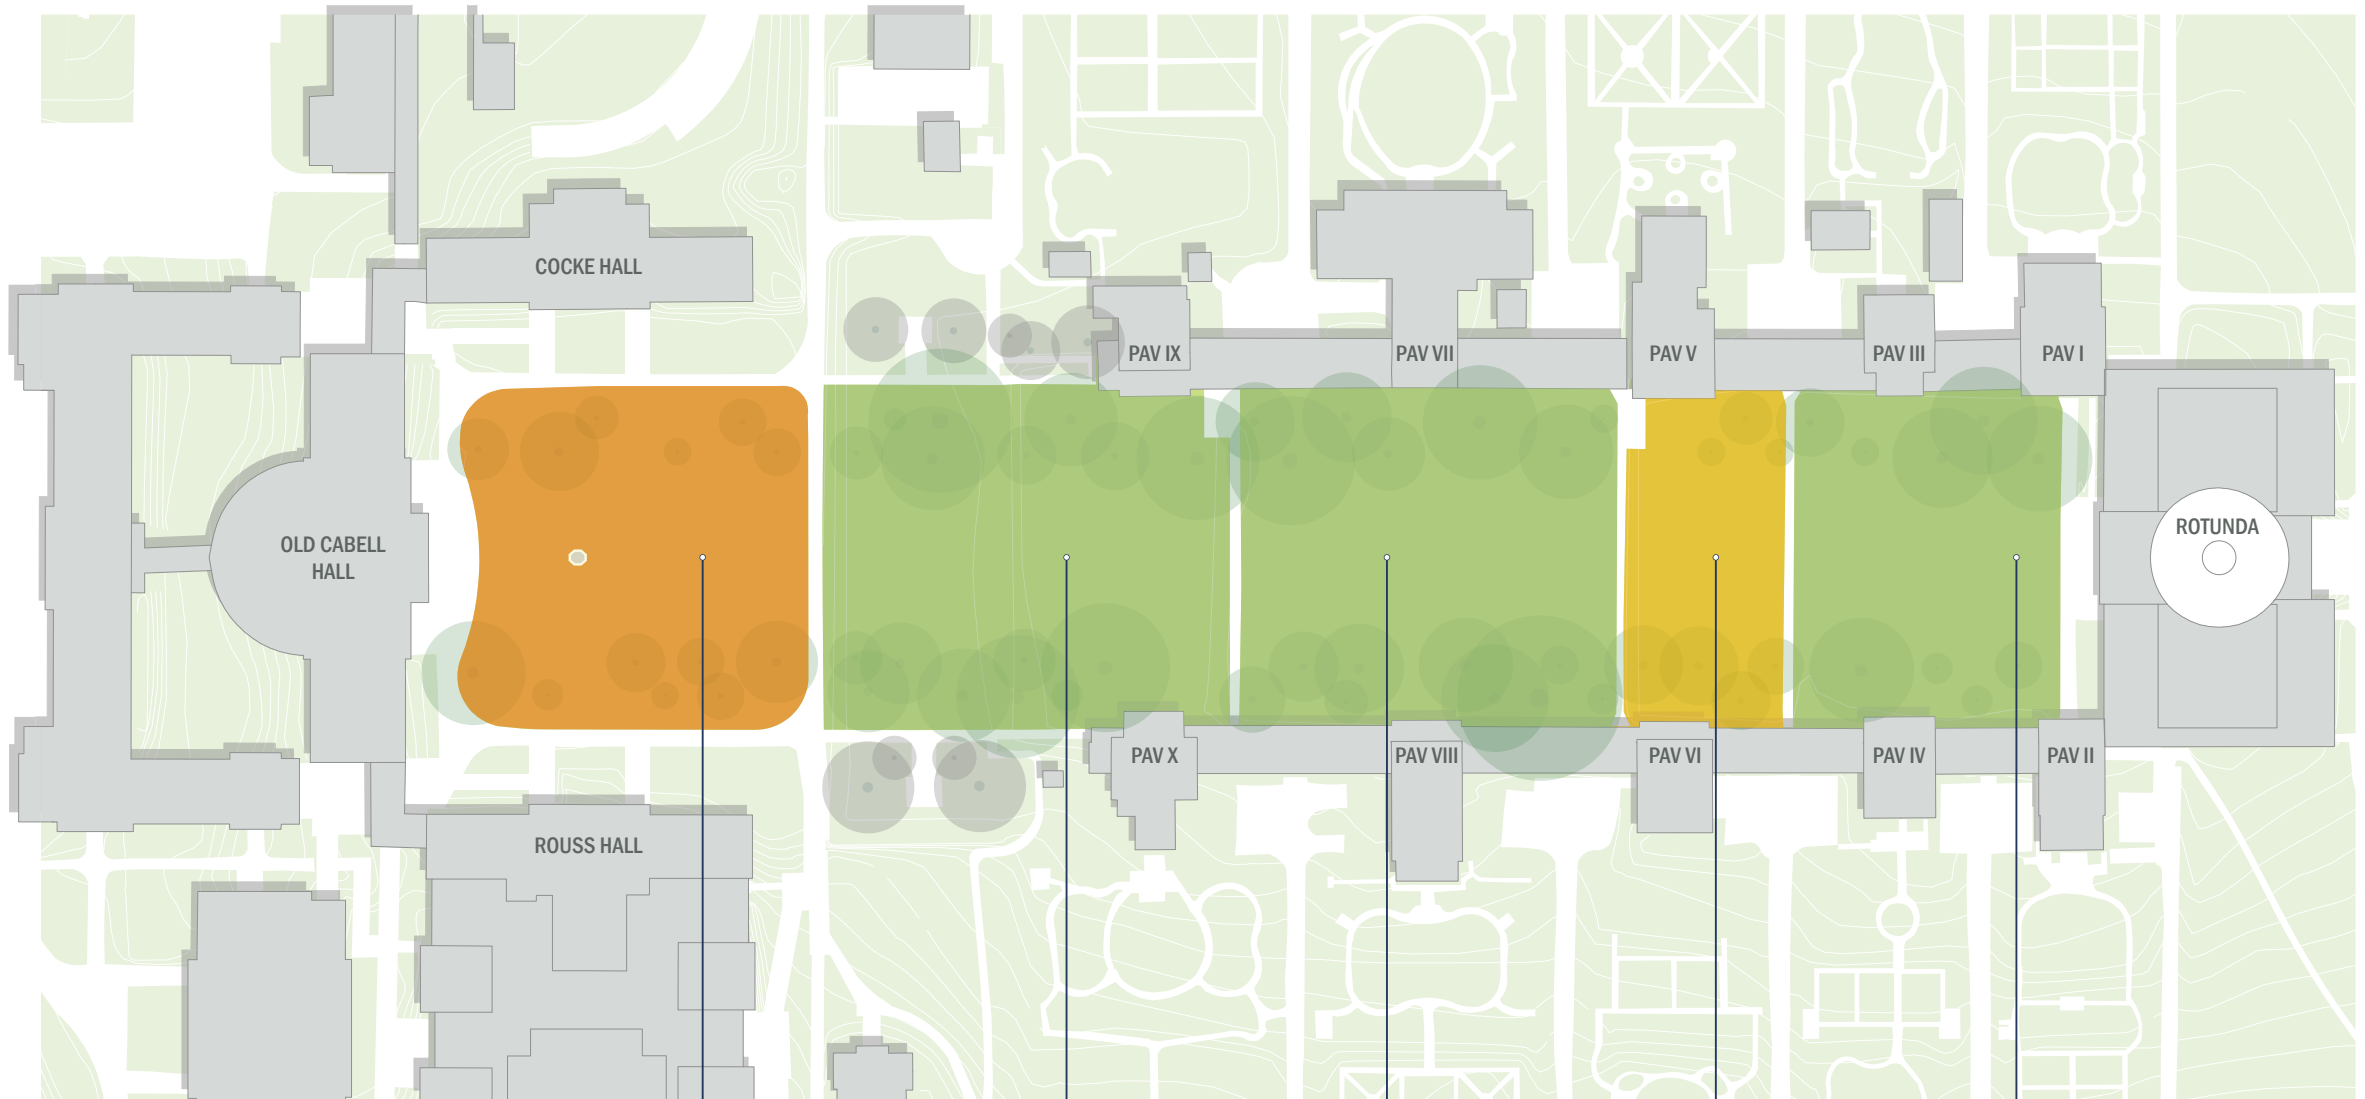 COCKE HALL
PAV IX
PAV VII
PAV V
PAV III
PAV I
OLD CABELL
HALL
ROTUNDA
PAV X
PAV VIII
PAV VI
PAV IV
PAV II
ROUSS HALL